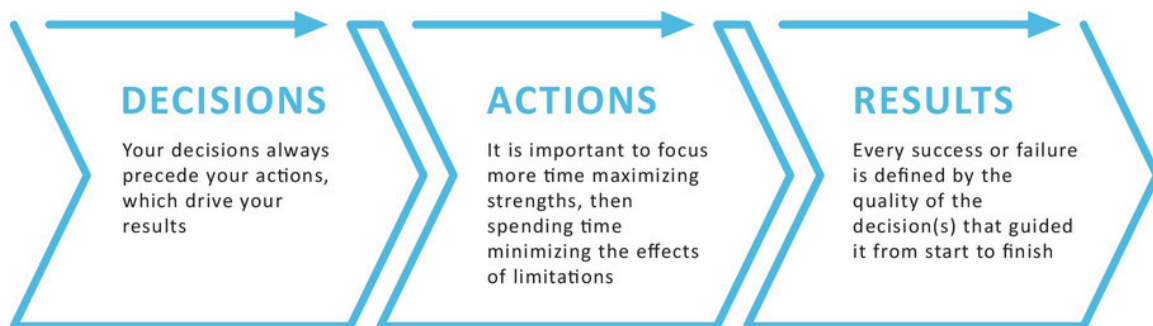 DECISIONS
Your decisions always
precede your actions,
which drive your
results
ACTIONS
It is important to focus
more time maximizing
strengths, then
spending time
minimizing the effects
of limitations
RESULTS
Every success or failure
is defined by the
quality of the
decision(s) that guided
it from start to finish